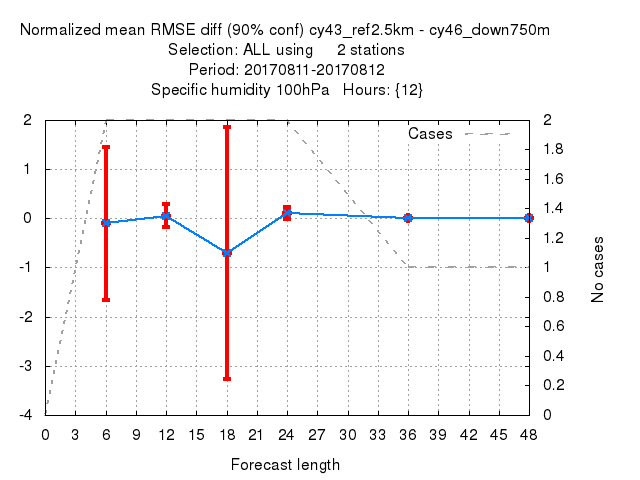 Normalized mean RMSE diff (90% conf) cy43_ref2.5km - cy46_down750m
Selection: ALL using 2 stations
Period: 20170811-20170812
Specific humidity 100hPa Hours: {12}
Cases
2
1
0
-1
-2
-3
-4
2
1.8
1.6
1.4
1.2
1
0.8
0.6
0.4
0.2
0
No cases
0 3 6 9 12 15 18 21 24 27 30 33 36 39 42 45 48
Forecast length